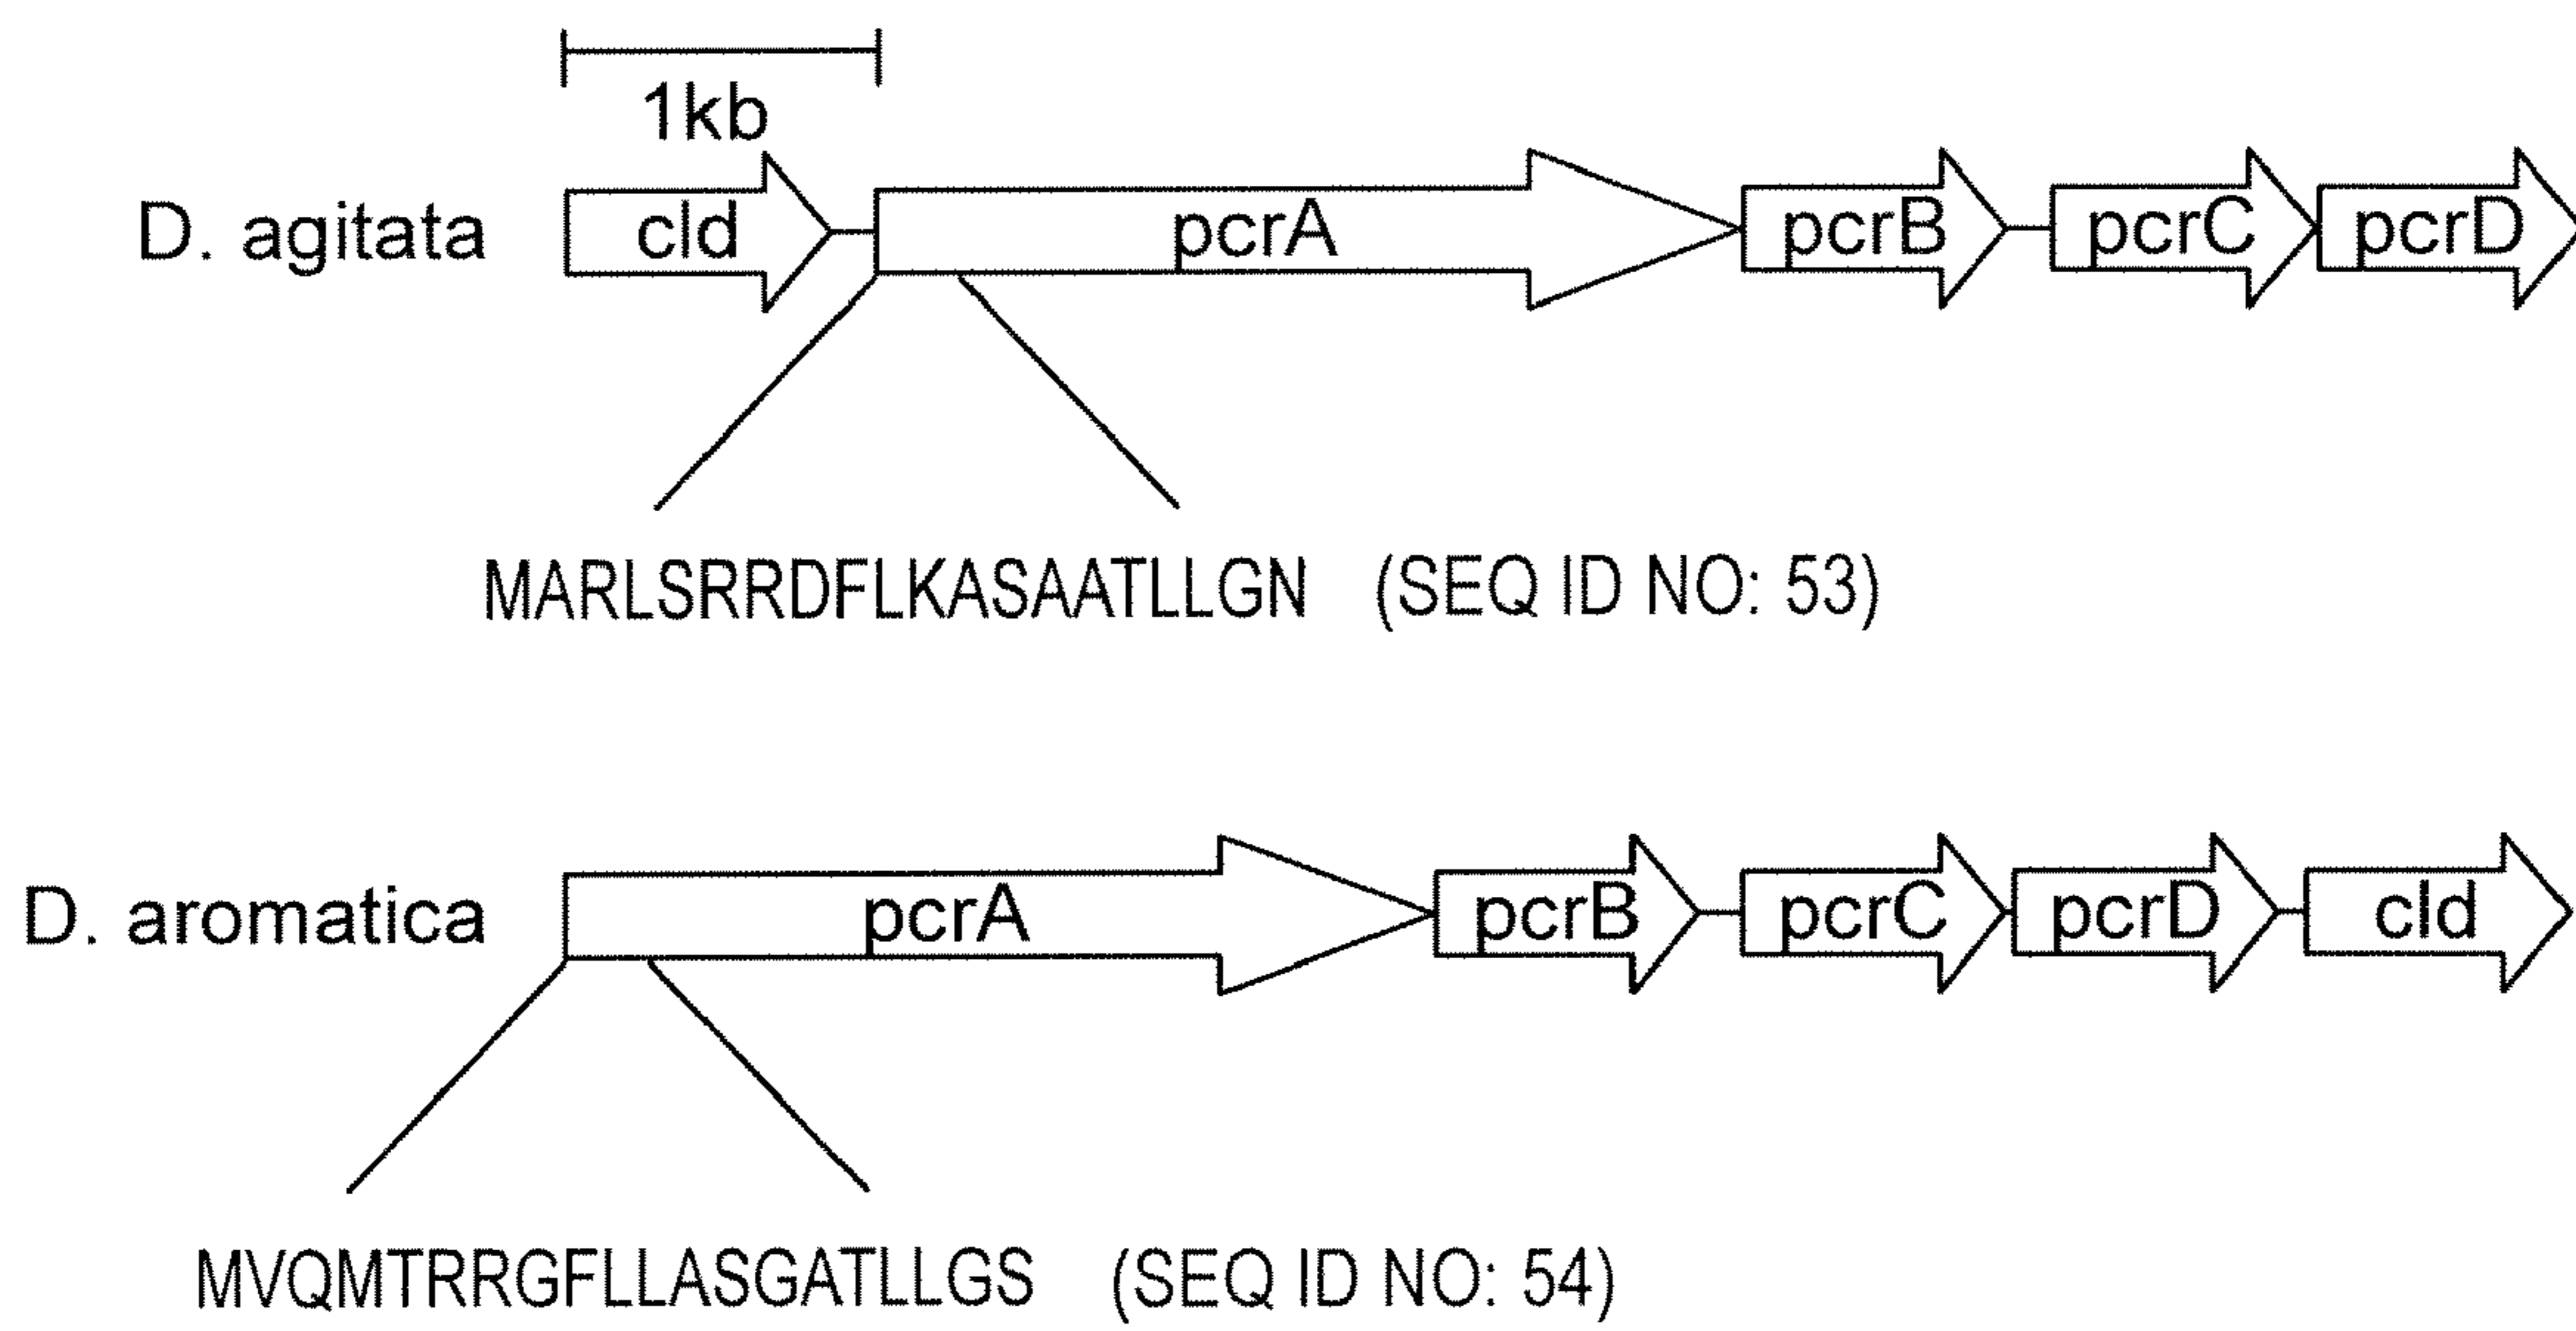 1kb
D. agitata cld pcrA pcrB pcrC pcrD
MARLSRRDFLKASAATLLGN (SEQ ID NO: 53)
D. aromatica pcrA pcrB pcrC pcrD cld
MVQMTRRGFLLASGATLLGS (SEQ ID NO: 54)